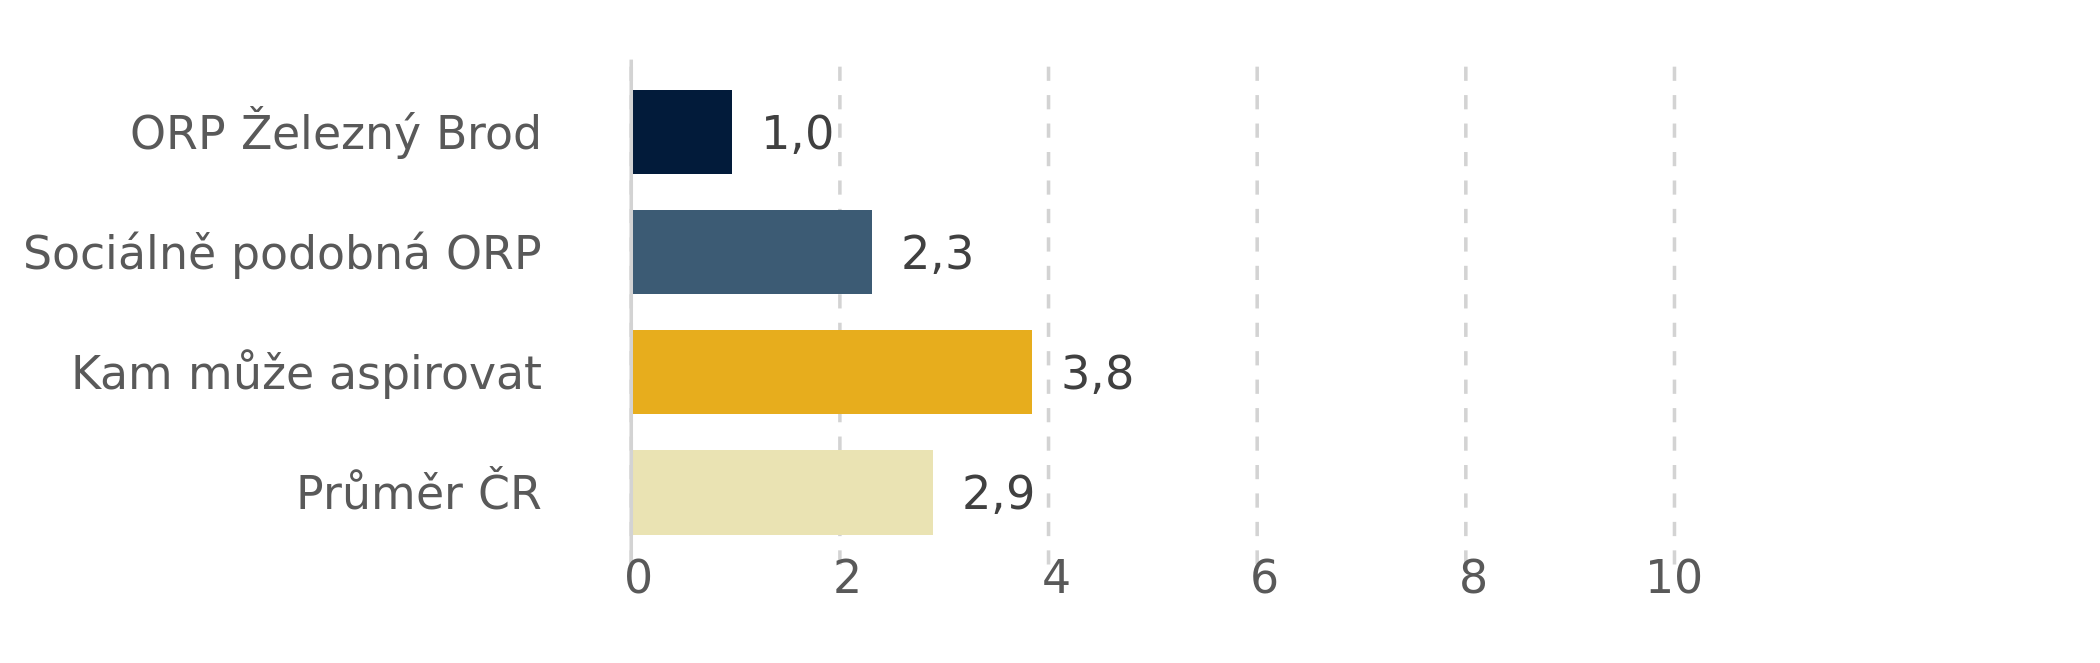 ORP Železný Brod 1,0
Sociálně podobná ORP 2,3
Kam může aspirovat 3,8
Průměr ČR 2,9
0 2 4 6 8 10